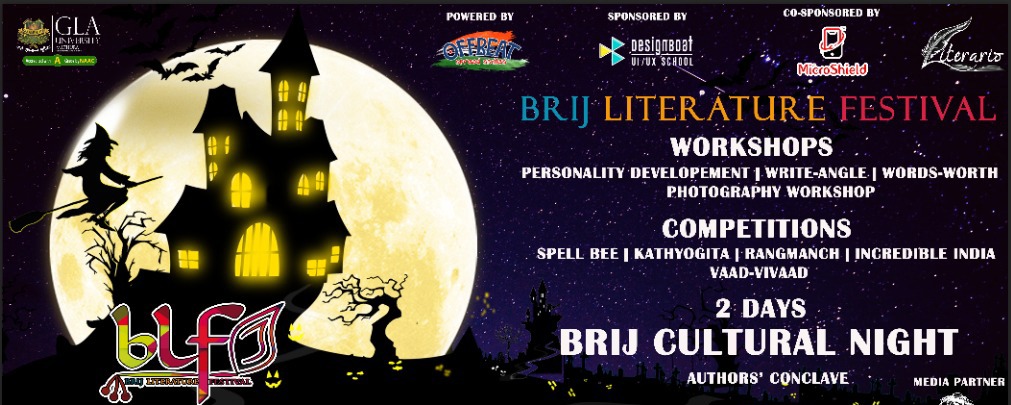 GLA
UNIVERSITY
POWERED BY
OFFBEAT
SPONSORED BY
Designboat
UI/UX SCHOOL
CO-SPONSORED BY
MicroShield
Literario
BRIJ LITERATURE FESTIVAL
WORKSHOPS
PERSONALITY DEVELOPEMENT | WRITE-ANGLE | WORDS-WORTH
PHOTOGRAPHY WORKSHOP
COMPETITIONS
SPELL BEE | KATHYOGITA | RANGMANCH | INCREDIBLE INDIA
VAAD-VIVAAD
2 DAYS
BRIJ CULTURAL NIGHT
AUTHORS' CONCLAVE
MEDIA PARTNER
blf
BRIJ LITERATURE FESTIVAL